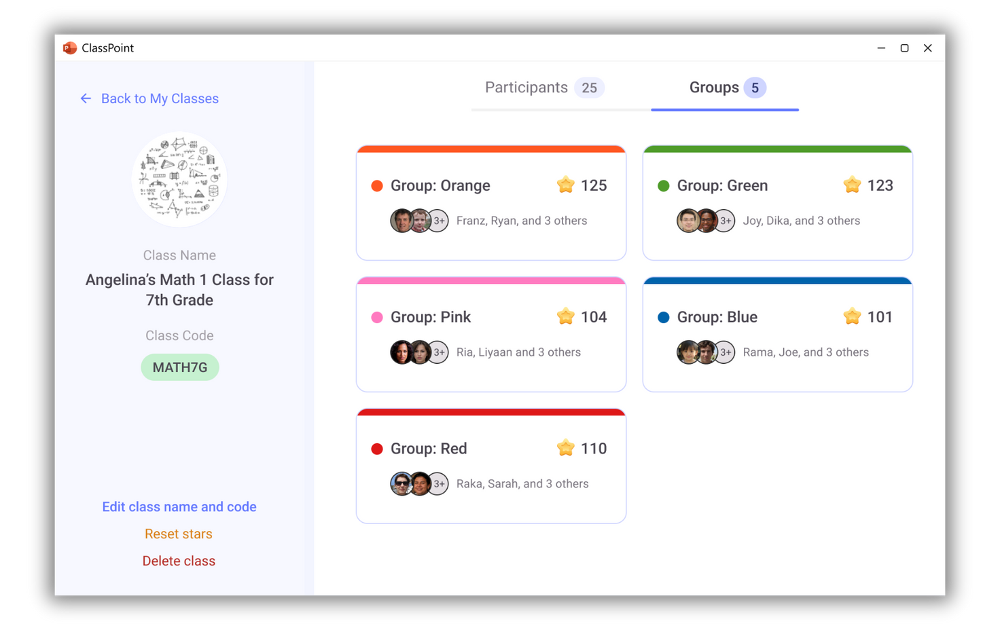 ClassPoint
Back to My Classes
Class Name
Angelina’s Math 1 Class for
7th Grade
Class Code
MATH7G
Edit class name and code
Reset stars
Delete class
Participants 25
Groups 5
Group: Orange 125
3+ Franz, Ryan, and 3 others
Group: Green 123
3+ Joy, Dika, and 3 others
Group: Pink 104
3+ Ria, Liyaan and 3 others
Group: Blue 101
3+ Rama, Joe, and 3 others
Group: Red 110
3+ Raka, Sarah, and 3 others